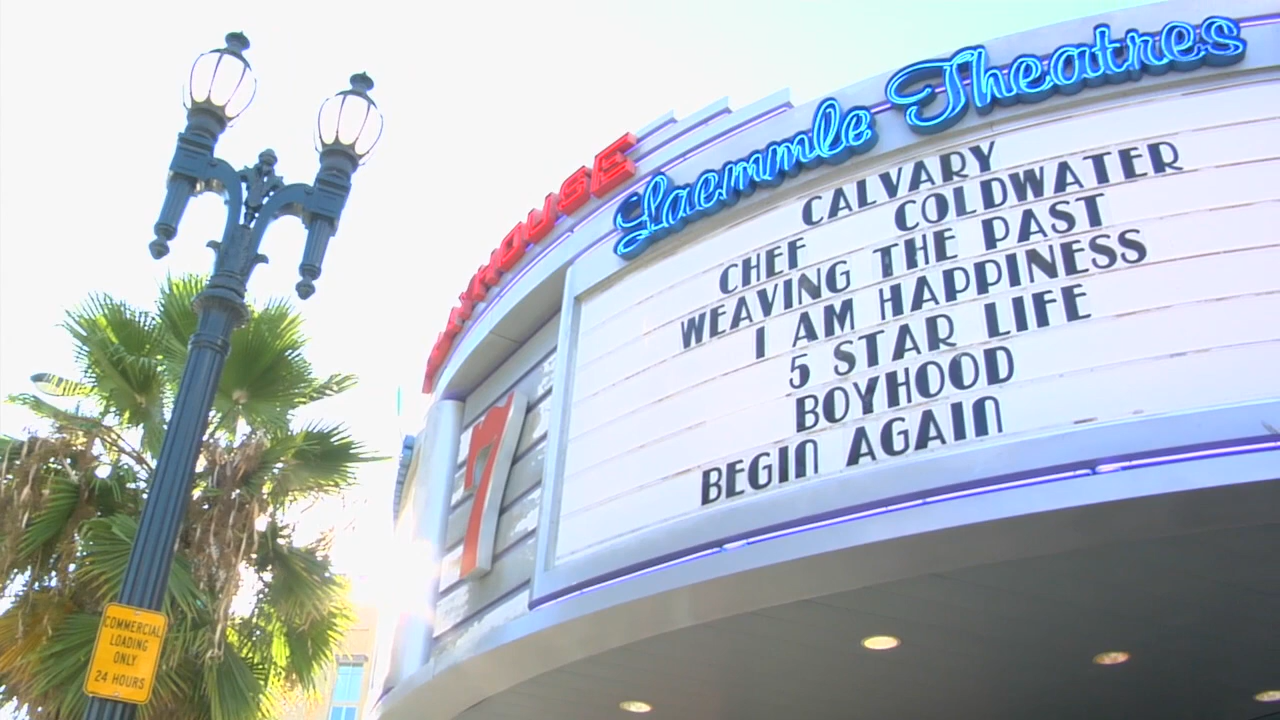 Laemmle Theatres
PLAYHOUSE
7
CALVARY
CHEF COLDWATER
WEAVING THE PAST
I AM HAPPINESS
5 STAR LIFE
BOYHOOD
BEGIN AGAIN
COMMERCIAL
LOADING
ONLY
24 HOURS